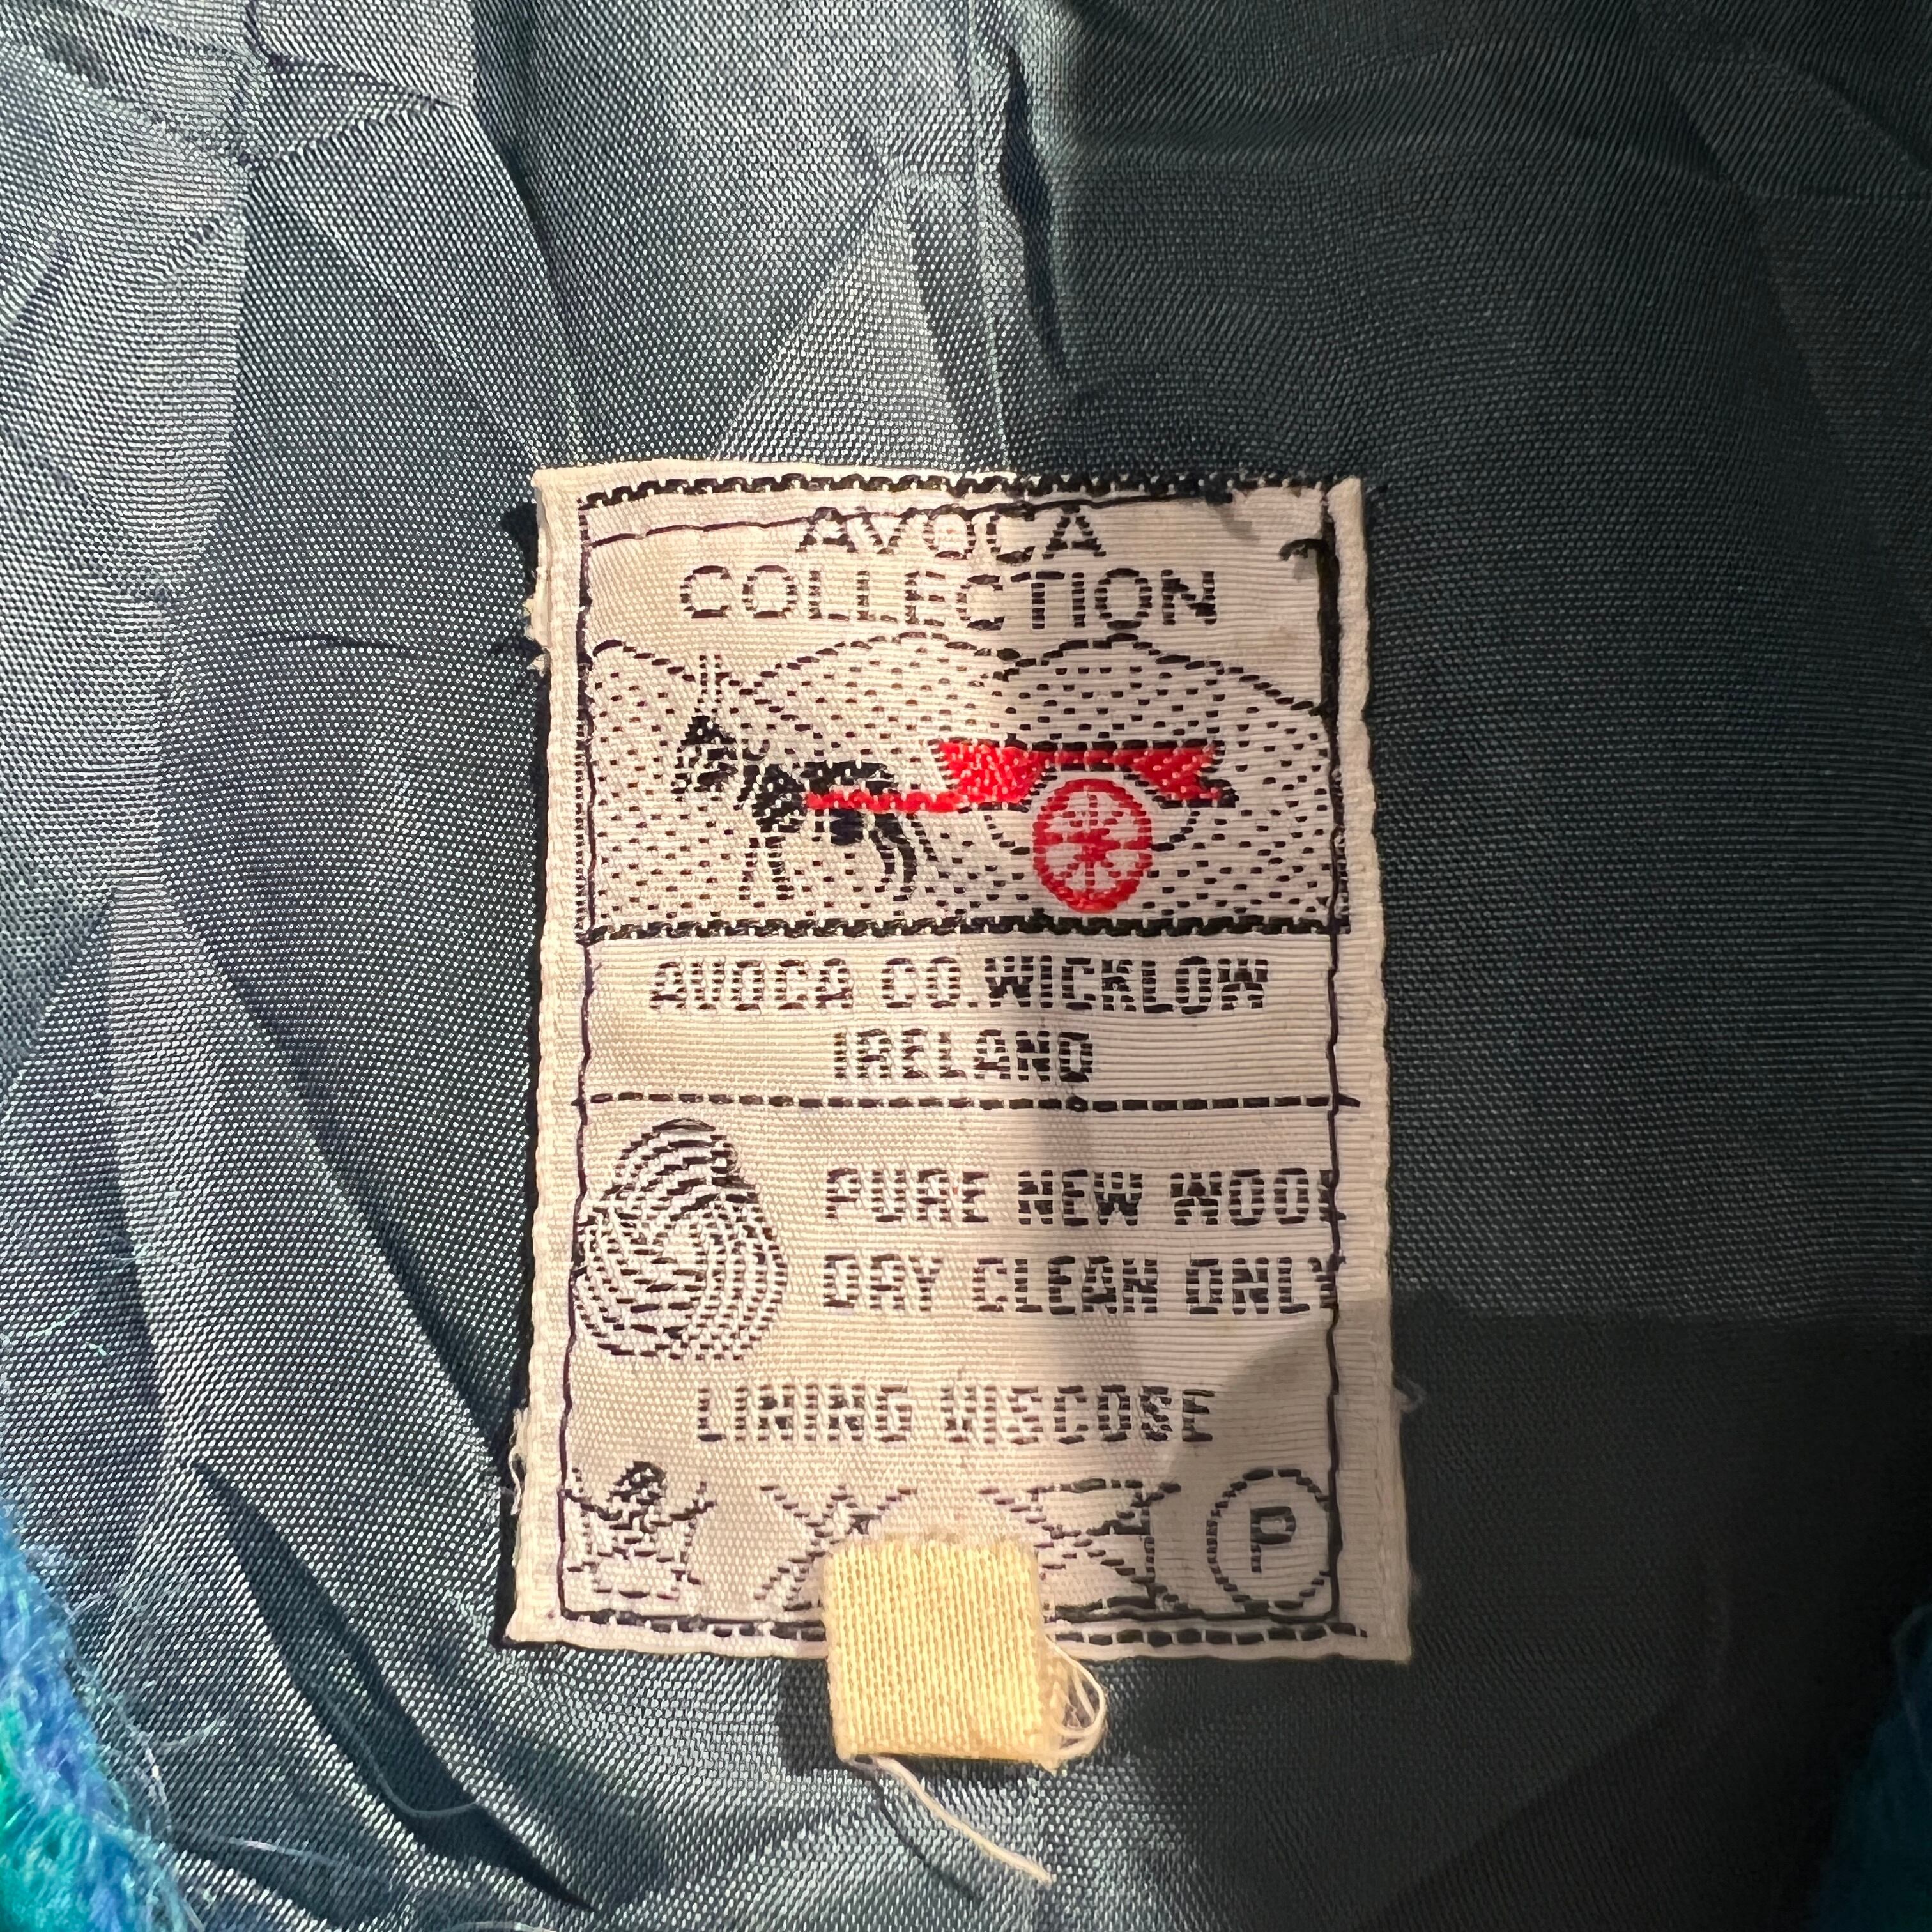 AVOCA
COLLECTION
AVOCA CO.WICKLOW
IRELAND
PURE NEW WOOL
DRY CLEAN ONLY
LINING VISCOSE
P